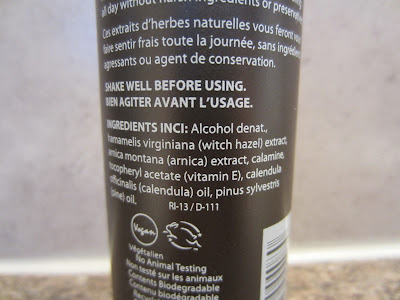 all day without harsh ingredients or preservatives
Ces extraits d'herbes naturelles vous feront vous
faire sentir frais toute la journée, sans ingrédients
agressants ou agent de conservation.
SHAKE WELL BEFORE USING.
BIEN AGITER AVANT L'USAGE.
INGREDIENTS INCI: Alcohol denat.,
hamamelis virginiana (witch hazel) extract,
arnica montana (arnica) extract, calamine,
tocopheryl acetate (vitamin E), calendula
officinalis (calendula) oil, pinus sylvestris
(pine) oil.
RI-13 / D-111
Vegan
Végétalien
No Animal Testing
Non testé sur les animaux
Contents Biodegradable
Contenu biodégradable